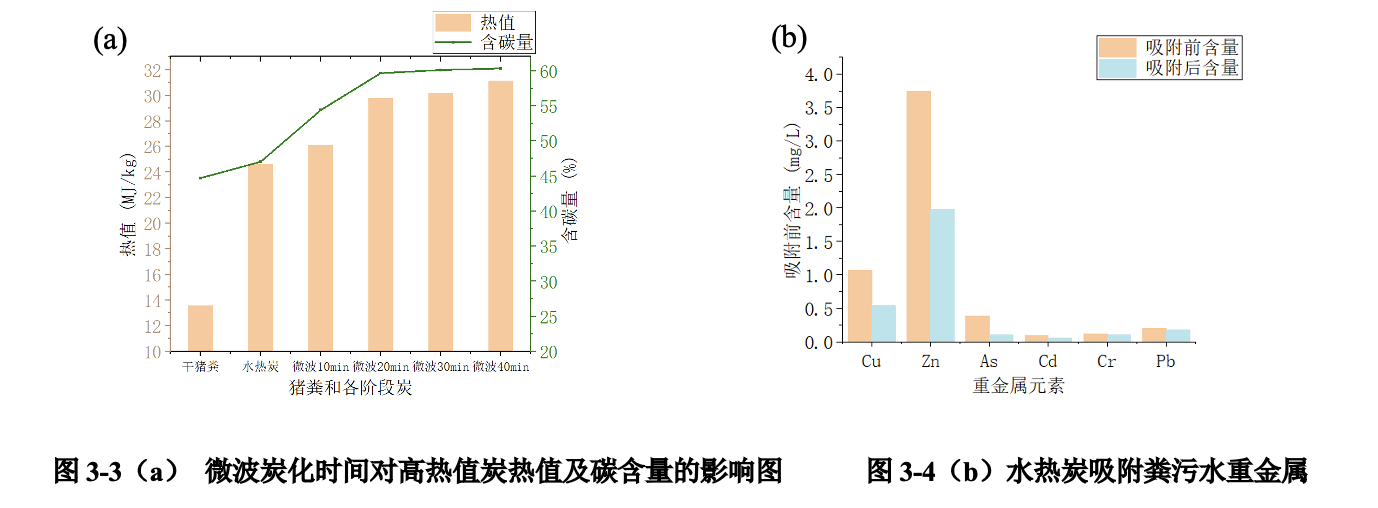 (a)
热值
含碳量
热值 (MJ/kg)
32
30
28
26
24
22
20
18
16
14
12
10
含碳量 (%)
60
55
50
45
40
35
30
25
20
干猪粪 水热炭 微波10min 微波20min 微波30min 微波40min
猪粪和各阶段炭
图 3-3（a） 微波炭化时间对高热值炭热值及碳含量的影响图
(b)
吸附前含量
吸附后含量
吸附前含量 (mg/L)
4.0
3.5
3.0
2.5
2.0
1.5
1.0
0.5
0.0
Cu Zn As Cd Cr Pb
重金属元素
图 3-4（b）水热炭吸附粪污水重金属